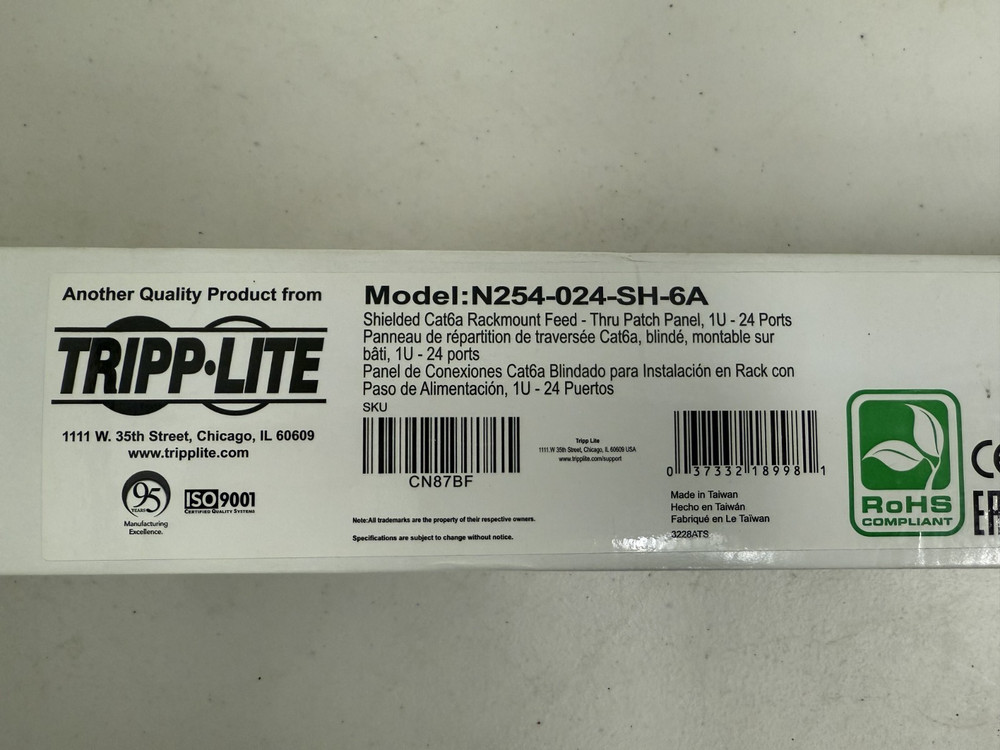 Another Quality Product from
TRIPP·LITE
1111 W. 35th Street, Chicago, IL 60609
www.tripplite.com
95
YEARS
Manufacturing
Excellence.
ISO 9001
CERTIFIED QUALITY SYSTEMS
Model:N254-024-SH-6A
Shielded Cat6a Rackmount Feed - Thru Patch Panel, 1U - 24 Ports
Panneau de répartition de traversée Cat6a, blindé, montable sur
bâti, 1U - 24 ports
Panel de Conexiones Cat6a Blindado para Instalación en Rack con
Paso de Alimentación, 1U - 24 Puertos
SKU
CN87BF
Note:All trademarks are the property of their respective owners.
Specifications are subject to change without notice.
Tripp Lite
1111.W 35th Street, Chicago, IL 60609 USA
www.tripplite.com/support
0 37332 18998 1
Made in Taiwan
Hecho en Taiwán
Fabriqué en Le Taïwan
3228ATS
RoHS
COMPLIANT
CE